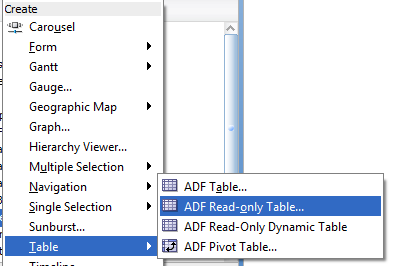 Create
Carousel
Form
Gantt
Gauge...
Geographic Map
Graph...
Hierarchy Viewer...
Multiple Selection
Navigation
Single Selection
Sunburst...
Table
Timeline
ADF Table...
ADF Read-only Table...
ADF Read-Only Dynamic Table
ADF Pivot Table...